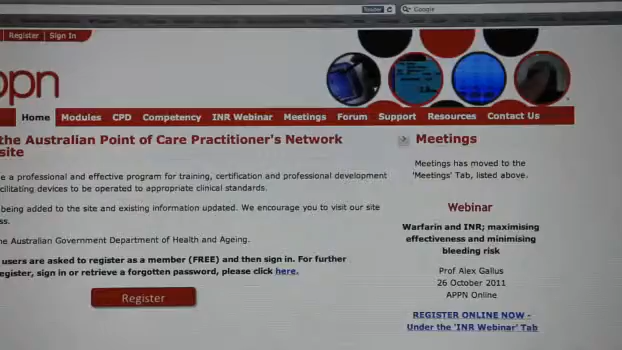 Reader
Google
Register
Sign In
ppn
Home Modules CPD Competency INR Webinar Meetings Forum Support Resources Contact Us
the Australian Point of Care Practitioner's Network
site
e a professional and effective program for training, certification and professional development
cilitating devices to be operated to appropriate clinical standards.
being added to the site and existing information updated. We encourage you to visit our site
ss.
he Australian Government Department of Health and Ageing.
users are asked to register as a member (FREE) and then sign in. For further
egister, sign in or retrieve a forgotten password, please click here.
Register
Meetings
Meetings has moved to the
'Meetings' Tab, listed above.
Webinar
Warfarin and INR; maximising
effectiveness and minimising
bleeding risk
Prof Alex Gallus
26 October 2011
APPN Online
REGISTER ONLINE NOW -
Under the 'INR Webinar' Tab